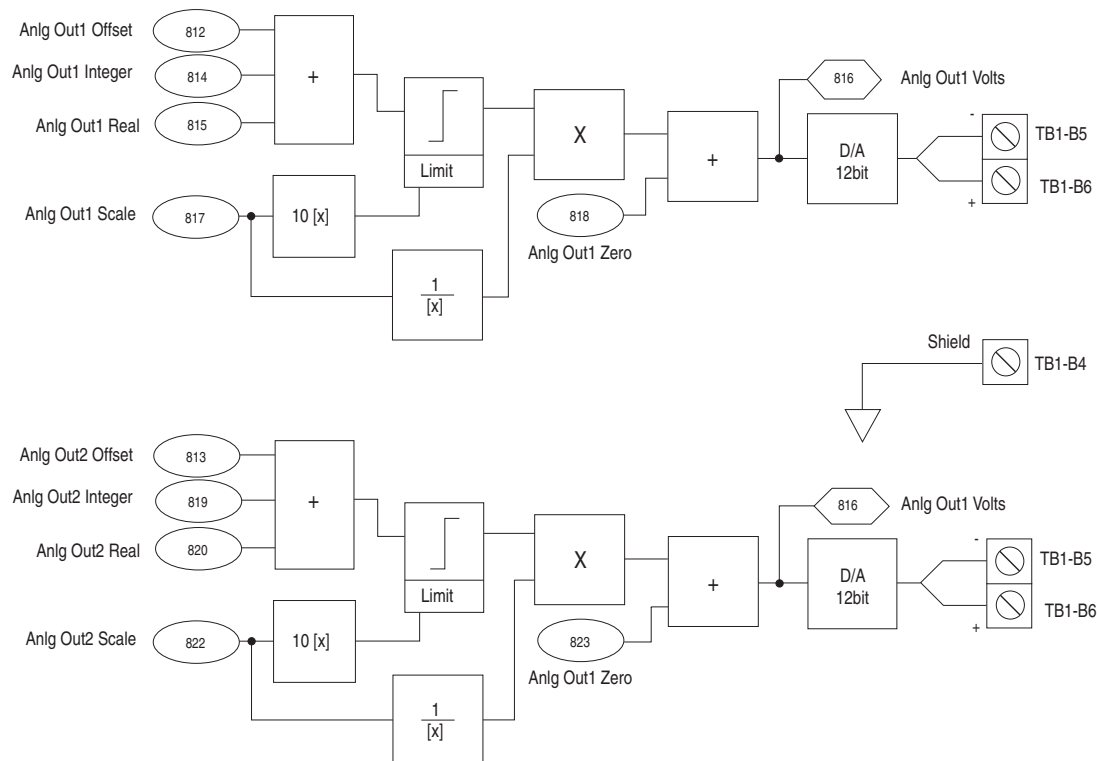 Anlg Out1 Offset
812
Anlg Out1 Integer
814
Anlg Out1 Real
815
+
Limit
Anlg Out1 Scale
817
10 [x]
1
[x]
X
818
Anlg Out1 Zero
+
816
Anlg Out1 Volts
D/A
12bit
-
TB1-B5
TB1-B6
+
Shield
TB1-B4
Anlg Out2 Offset
813
Anlg Out2 Integer
819
Anlg Out2 Real
820
+
Limit
Anlg Out2 Scale
822
10 [x]
1
[x]
X
823
Anlg Out1 Zero
+
816
Anlg Out1 Volts
D/A
12bit
-
TB1-B5
TB1-B6
+